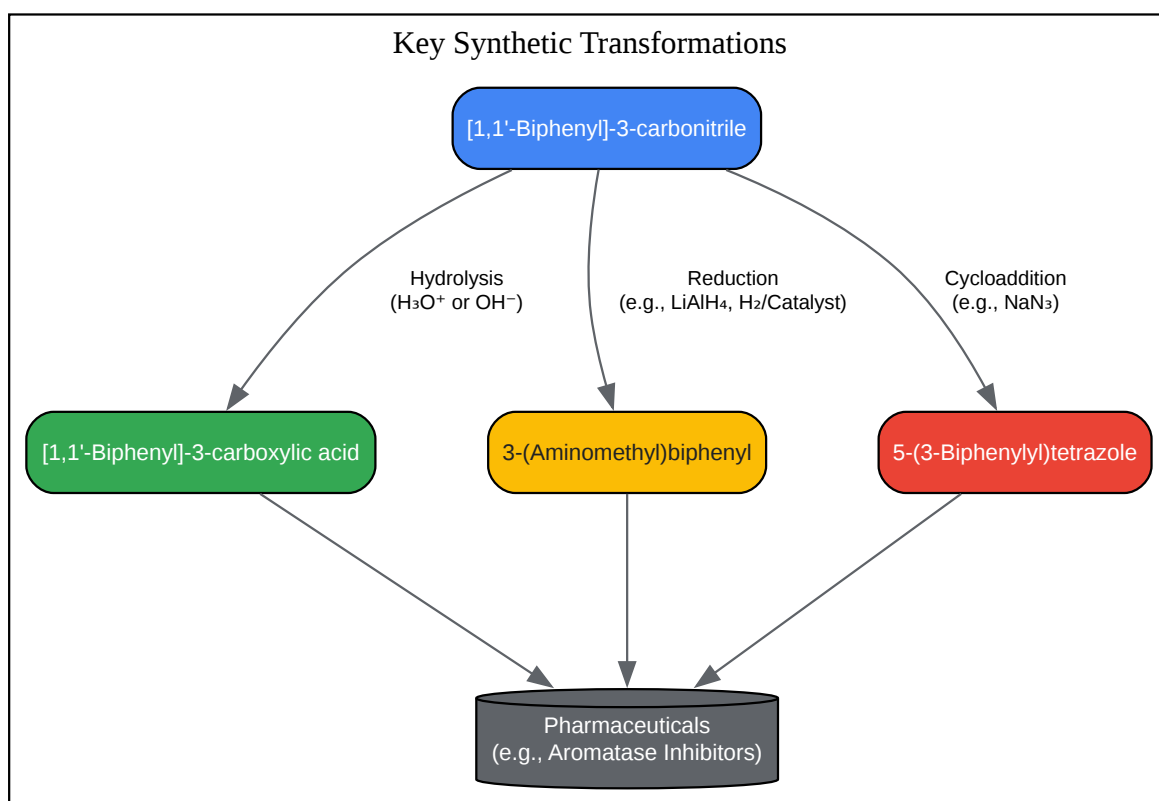 Key Synthetic Transformations
[1,1'-Biphenyl]-3-carbonitrile
Hydrolysis
(H₃O⁺ or OH⁻)
Reduction
(e.g., LiAlH₄, H₂/Catalyst)
Cycloaddition
(e.g., NaN₃)
[1,1'-Biphenyl]-3-carboxylic acid
3-(Aminomethyl)biphenyl
5-(3-Biphenylyl)tetrazole
Pharmaceuticals
(e.g., Aromatase Inhibitors)